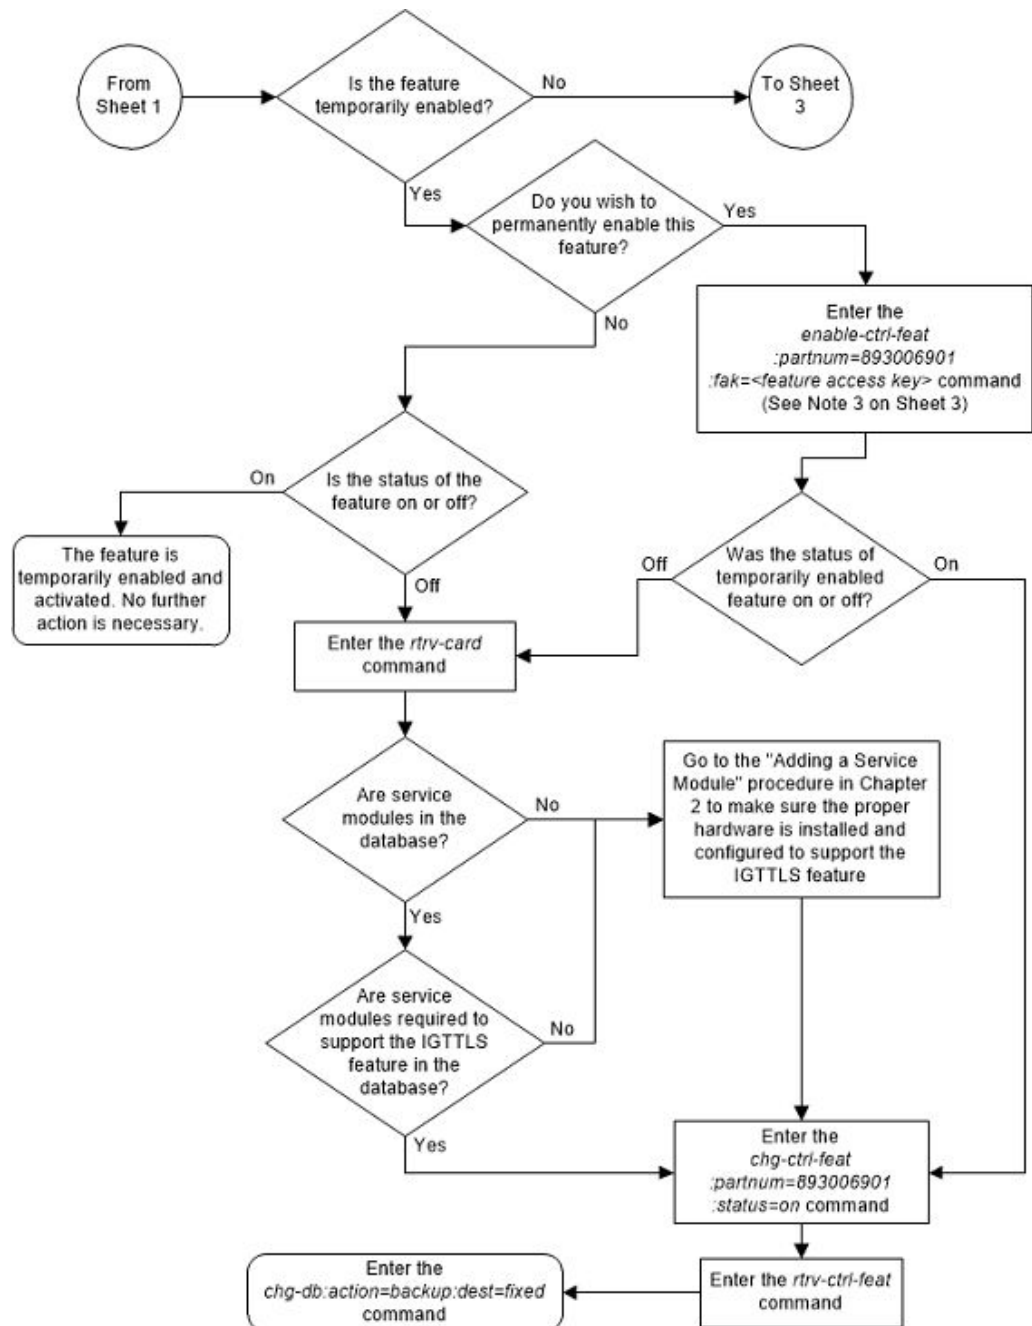 From
Sheet 1
Is the feature
temporarily enabled?
No
To Sheet
3
Yes
Do you wish to
permanently enable this
feature?
Yes
No
Enter the
enable-ctrl-feat
:partnum=893006901
:fak=<feature access key> command
(See Note 3 on Sheet 3)
Is the status of the
feature on or off?
On
Off
The feature is
temporarily enabled and
activated. No further
action is necessary.
Was the status of
temporarily enabled
feature on or off?
Off
On
Enter the rtrv-card
command
Are service
modules in the
database?
No
Yes
Go to the "Adding a Service
Module" procedure in Chapter
2 to make sure the proper
hardware is installed and
configured to support the
IGTTLS feature
Are service
modules required to
support the IGTTLS
feature in the
database?
No
Yes
Enter the
chg-ctrl-feat
:partnum=893006901
:status=on command
Enter the rtrv-ctrl-feat
command
Enter the
chg-db:action=backup:dest=fixed
command